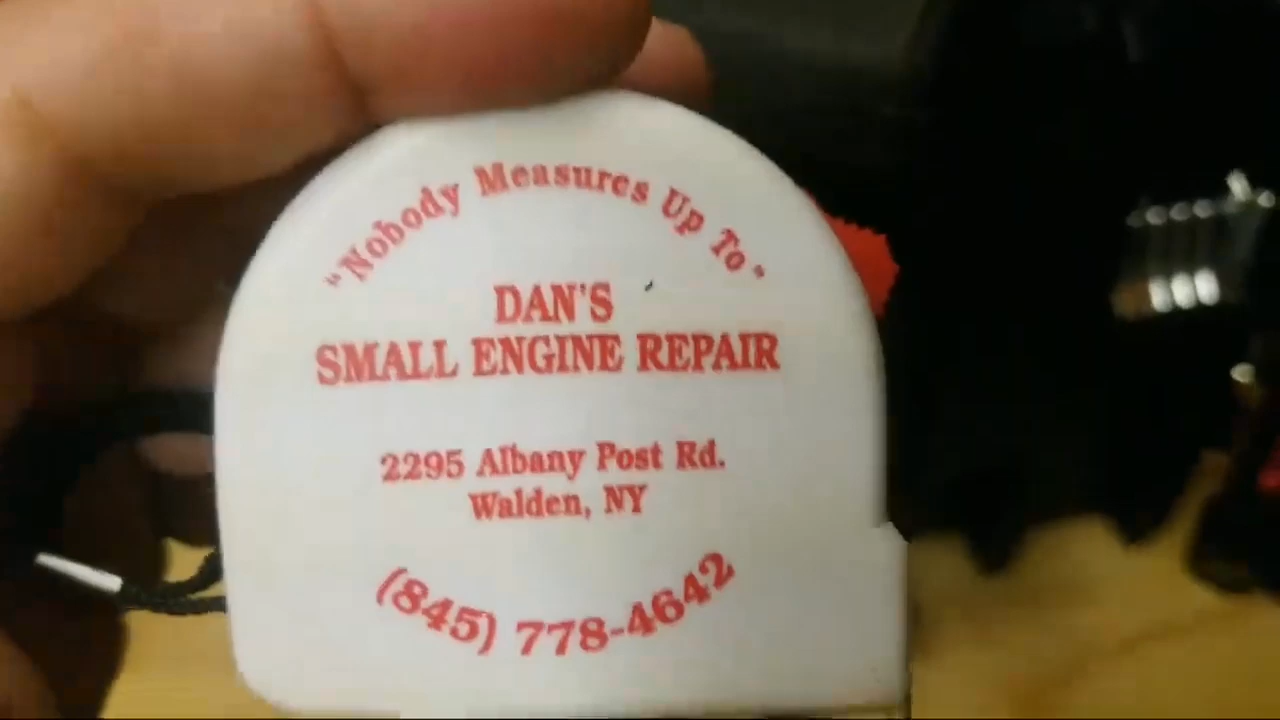 "Nobody Measures Up To"
DAN'S
SMALL ENGINE REPAIR
2295 Albany Post Rd.
Walden, NY
(845) 778-4642